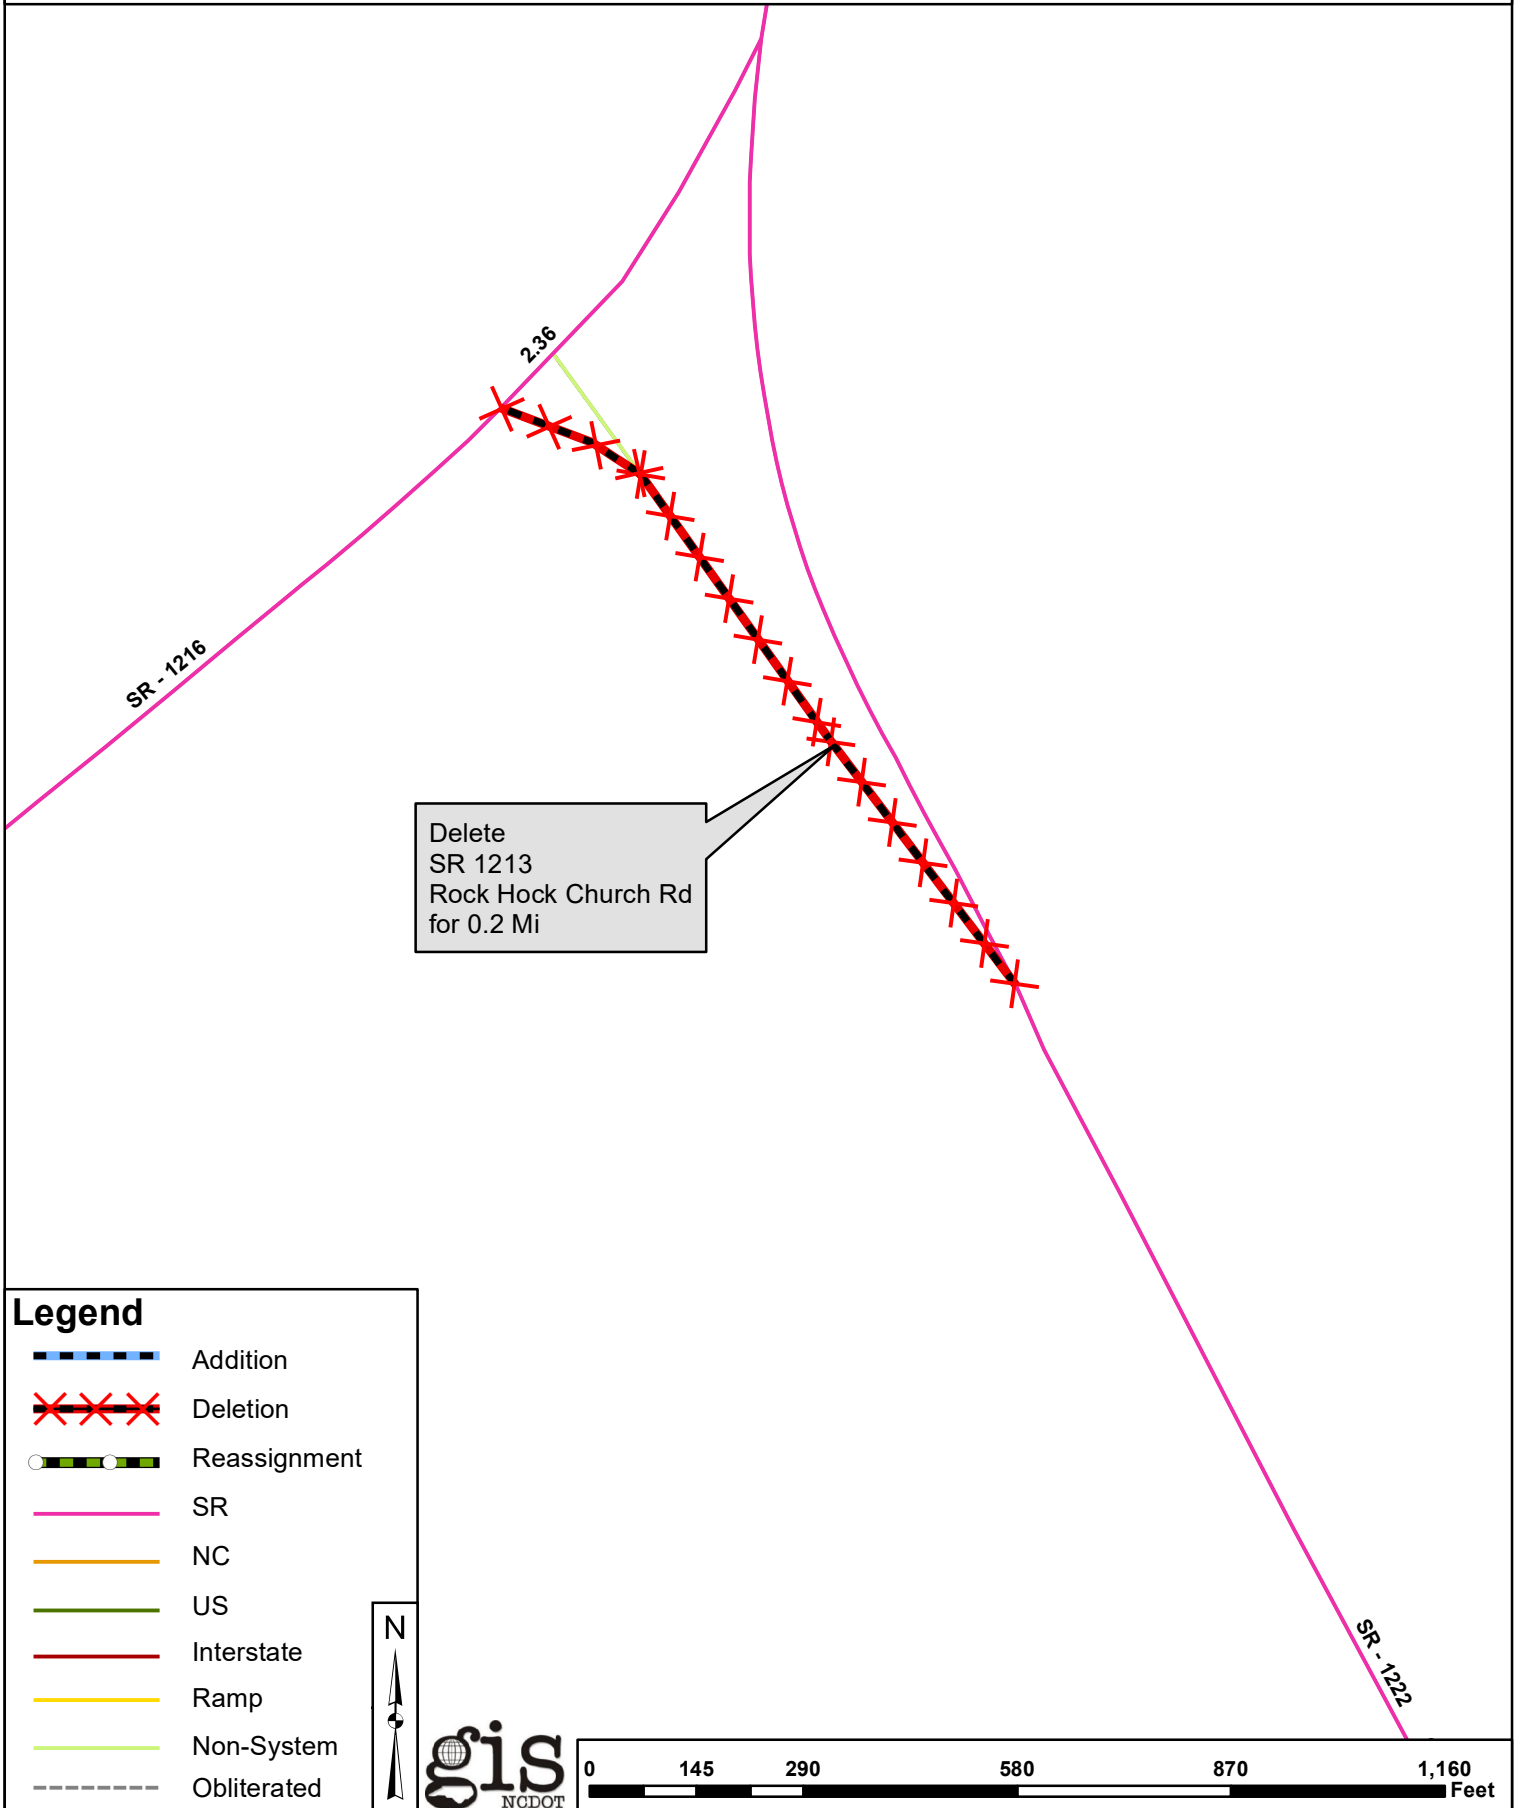 2.36
SR - 1216
Delete
SR 1213
Rock Hock Church Rd
for 0.2 Mi
SR - 1222
Legend
Addition
Deletion
Reassignment
SR
NC
US
Interstate
Ramp
Non-System
Obliterated
N
gis
NCDOT
0 145 290 580 870 1,160
Feet